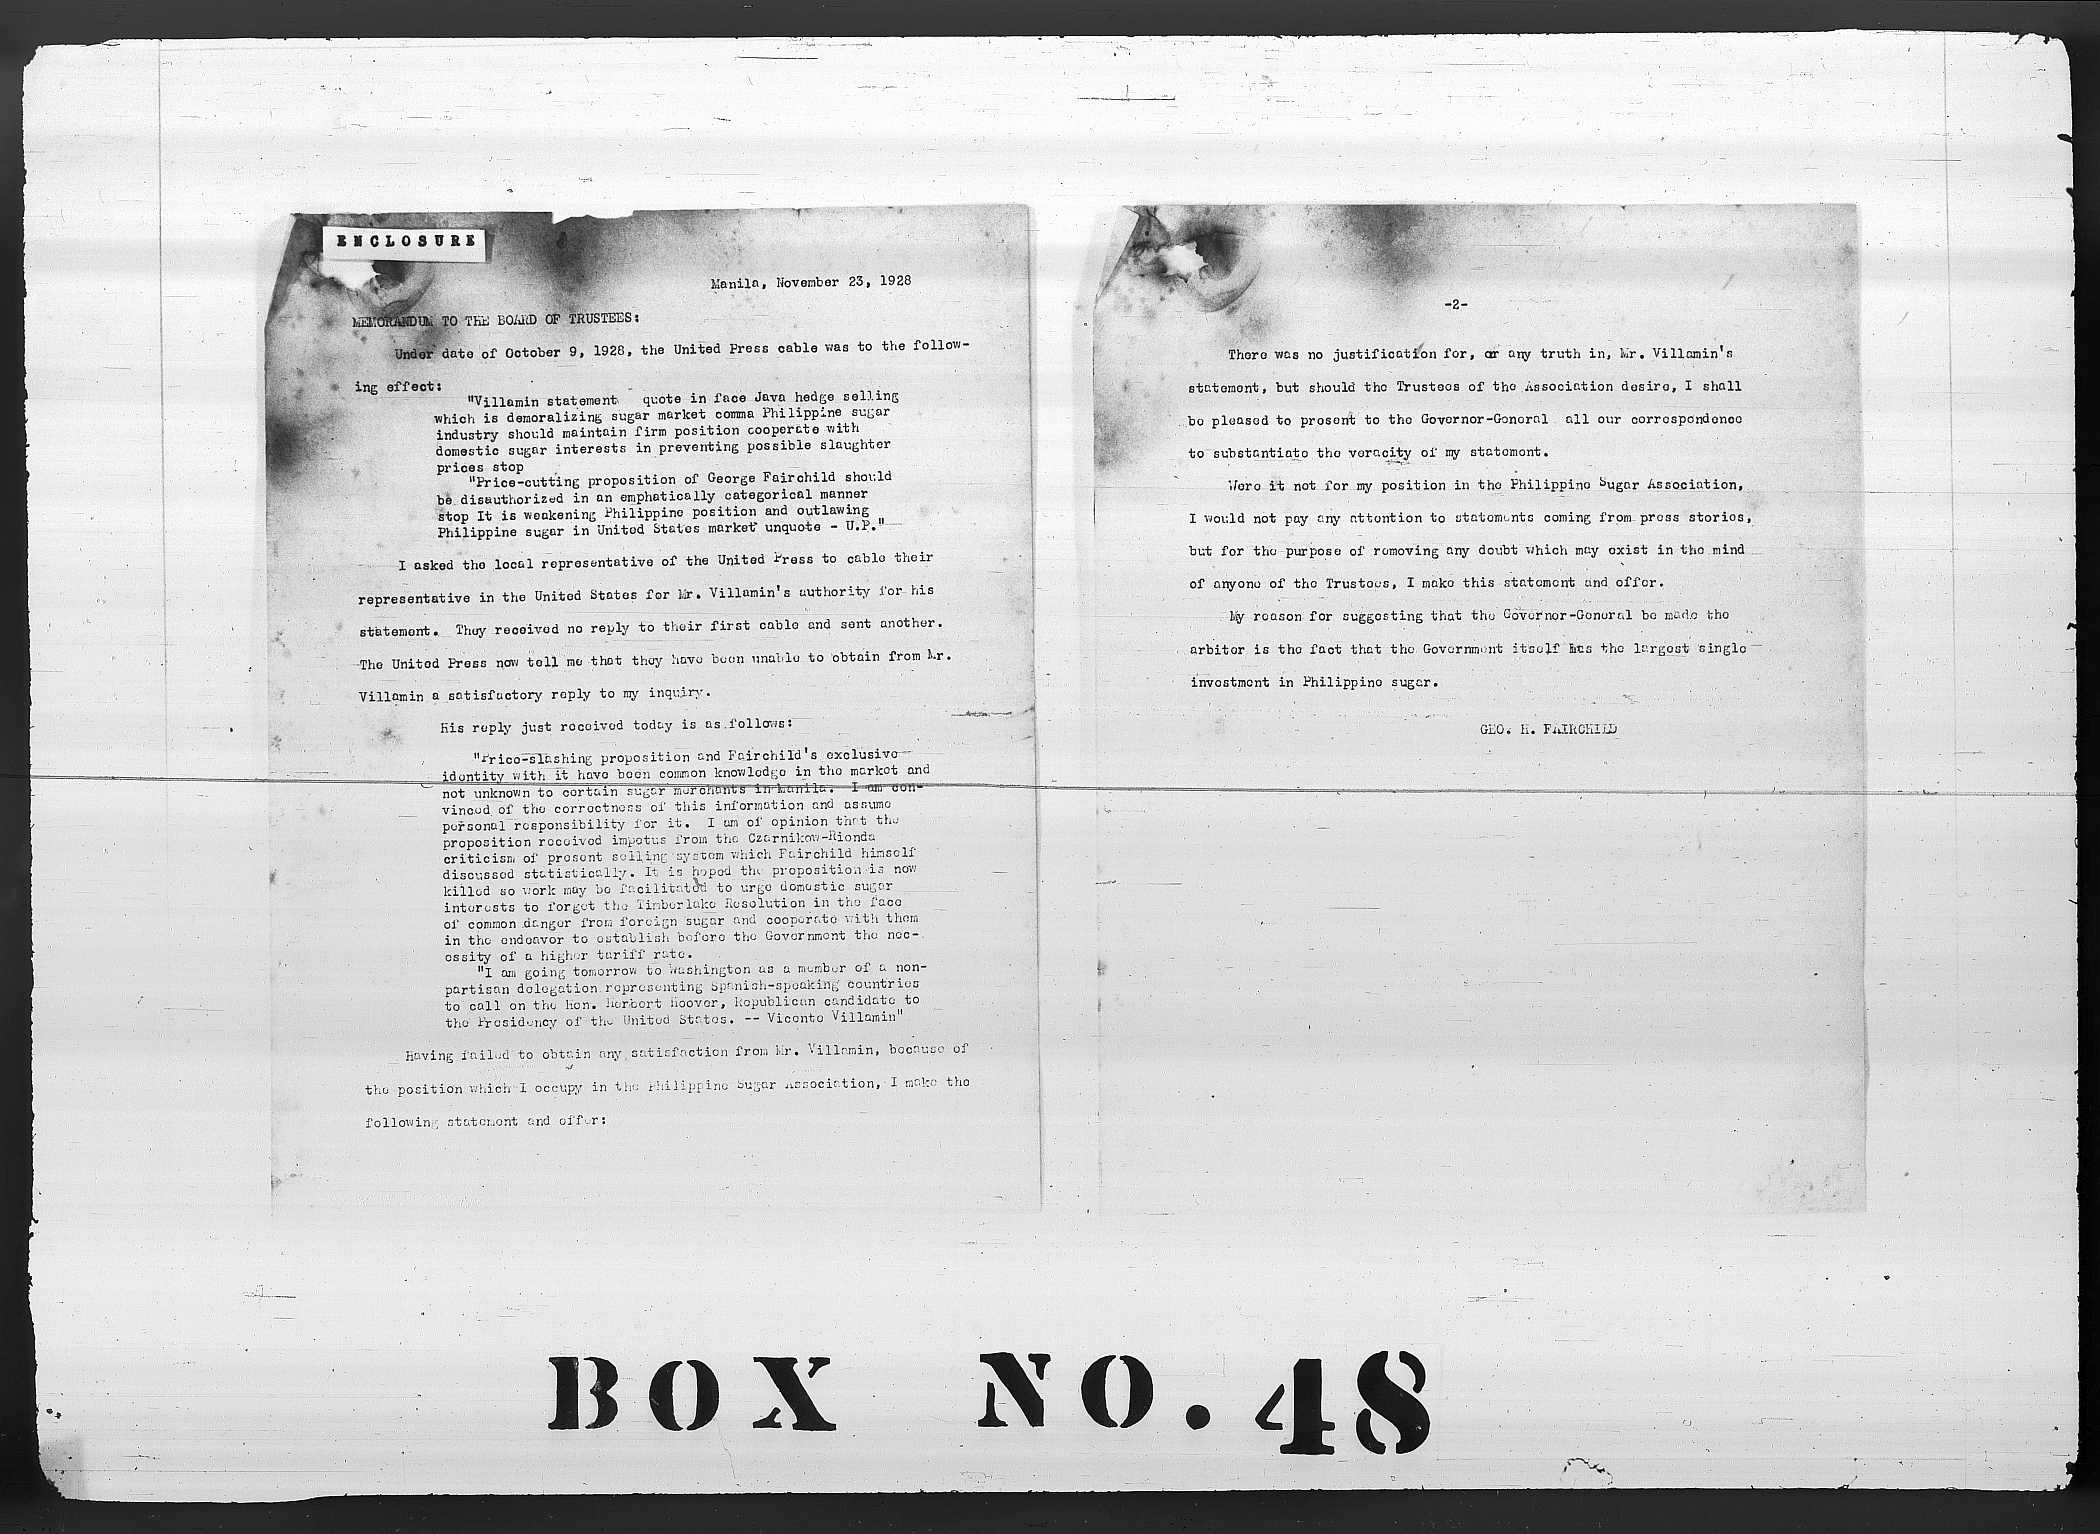 ENCLOSURE
Manila, November 23, 1928
MEMORANDUM TO THE BOARD OF TRUSTEES:
Under date of October 9, 1928, the United Press cable was to the follow-
ing effect:
"Villamin statement quote in face Java hedge selling
which is demoralizing sugar market comma Philippine sugar
industry should maintain firm position cooperate with
domestic sugar interests in preventing possible slaughter
prices stop
"Price-cutting proposition of George Fairchild should
be disauthorized in an emphatically categorical manner
stop It is weakening Philippine position and outlawing
Philippine sugar in United States market unquote - U.P."
I asked the local representative of the United Press to cable their
representative in the United States for Mr. Villamin's authority for his
statement. They received no reply to their first cable and sent another.
The United Press now tell me that they have been unable to obtain from Mr.
Villamin a satisfactory reply to my inquiry.
His reply just received today is as follows:
"Price-slashing proposition and Fairchild's exclusive
identity with it have been common knowledge in the market and
not unknown to certain sugar merchants in Manila. I am con-
vinced of the correctness of this information and assume
personal responsibility for it. I am of opinion that the
proposition received impetus from the Czarnikow-Rionda
criticism of present selling system which Fairchild himself
discussed statistically. It is hoped the proposition is now
killed so work may be facilitated to urge domestic sugar
interests to forget the Timberlake Resolution in the face
of common danger from foreign sugar and cooperate with them
in the endeavor to establish before the Government the nec-
essity of a higher tariff rate.
"I am going tomorrow to Washington as a member of a non-
partisan delegation representing Spanish-speaking countries
to call on the Hon. Herbert Hoover, Republican candidate to
the Presidency of the United States. -- Vicente Villamin"
Having failed to obtain any satisfaction from Mr. Villamin, because of
the position which I occupy in the Philippine Sugar Association, I make the
following statement and offer:
-2-
There was no justification for, or any truth in, Mr. Villamin's
statement, but should the Trustees of the Association desire, I shall
be pleased to present to the Governor-General all our correspondence
to substantiate the veracity of my statement.
Were it not for my position in the Philippine Sugar Association,
I would not pay any attention to statements coming from press stories,
but for the purpose of removing any doubt which may exist in the mind
of anyone of the Trustees, I make this statement and offer.
My reason for suggesting that the Governor-General be made the
arbiter is the fact that the Government itself has the largest single
investment in Philippine sugar.
GEO. H. FAIRCHILD
BOX NO. 48